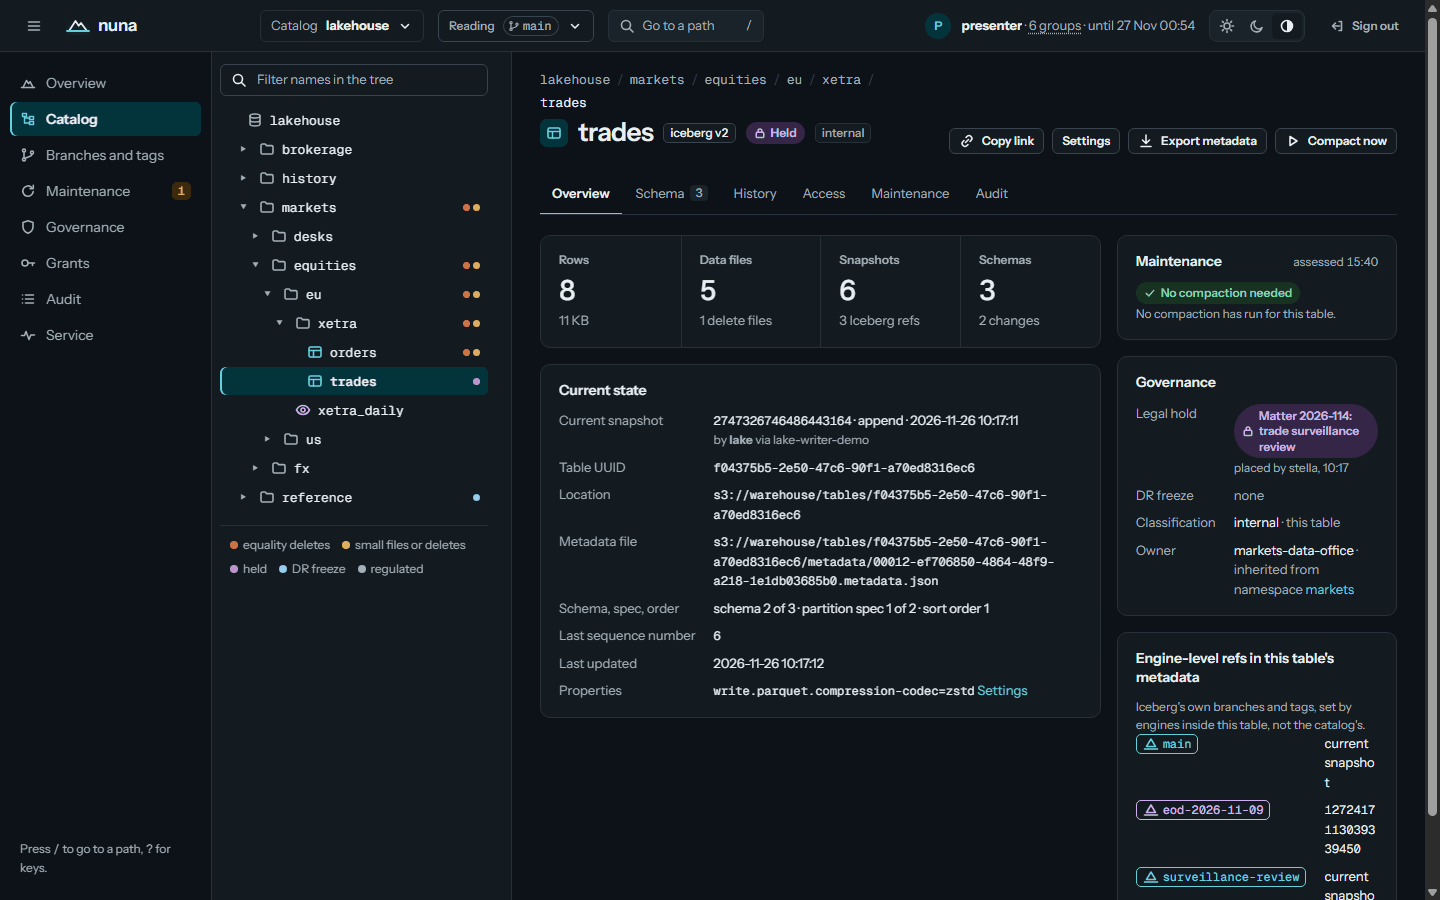 nuna
Catalog lakehouse
Reading main
Go to a path /
P presenter · 6 groups · until 27 Nov 00:54
Sign out
Overview
Catalog
Branches and tags
Maintenance 1
Governance
Grants
Audit
Service
Press / to go to a path, ? for
keys.
Filter names in the tree
lakehouse
brokerage
history
markets
desks
equities
eu
xetra
orders
trades
xetra_daily
us
fx
reference
equality deletes small files or deletes
held DR freeze regulated
lakehouse / markets / equities / eu / xetra /
trades
trades iceberg v2 Held internal
Copy link Settings Export metadata Compact now
Overview Schema 3 History Access Maintenance Audit
Rows
8
11 KB
Data files
5
1 delete files
Snapshots
6
3 Iceberg refs
Schemas
3
2 changes
Current state
Current snapshot 2747326746486443164 · append · 2026-11-26 10:17:11
by lake via lake-writer-demo
Table UUID f04375b5-2e50-47c6-90f1-a70ed8316ec6
Location s3://warehouse/tables/f04375b5-2e50-47c6-90f1-
a70ed8316ec6
Metadata file s3://warehouse/tables/f04375b5-2e50-47c6-90f1-
a70ed8316ec6/metadata/00012-ef706850-4864-48f9-
a218-1e1db03685b0.metadata.json
Schema, spec, order schema 2 of 3 · partition spec 1 of 2 · sort order 1
Last sequence number 6
Last updated 2026-11-26 10:17:12
Properties write.parquet.compression-codec=zstd Settings
Maintenance assessed 15:40
No compaction needed
No compaction has run for this table.
Governance
Legal hold Matter 2026-114:
trade surveillance
review
placed by stella, 10:17
DR freeze none
Classification internal · this table
Owner markets-data-office ·
inherited from
namespace markets
Engine-level refs in this table's
metadata
Iceberg's own branches and tags, set by
engines inside this table, not the catalog's.
main current
snapsho
t
eod-2026-11-09 1272417
1130393
39450
surveillance-review current
snapsho